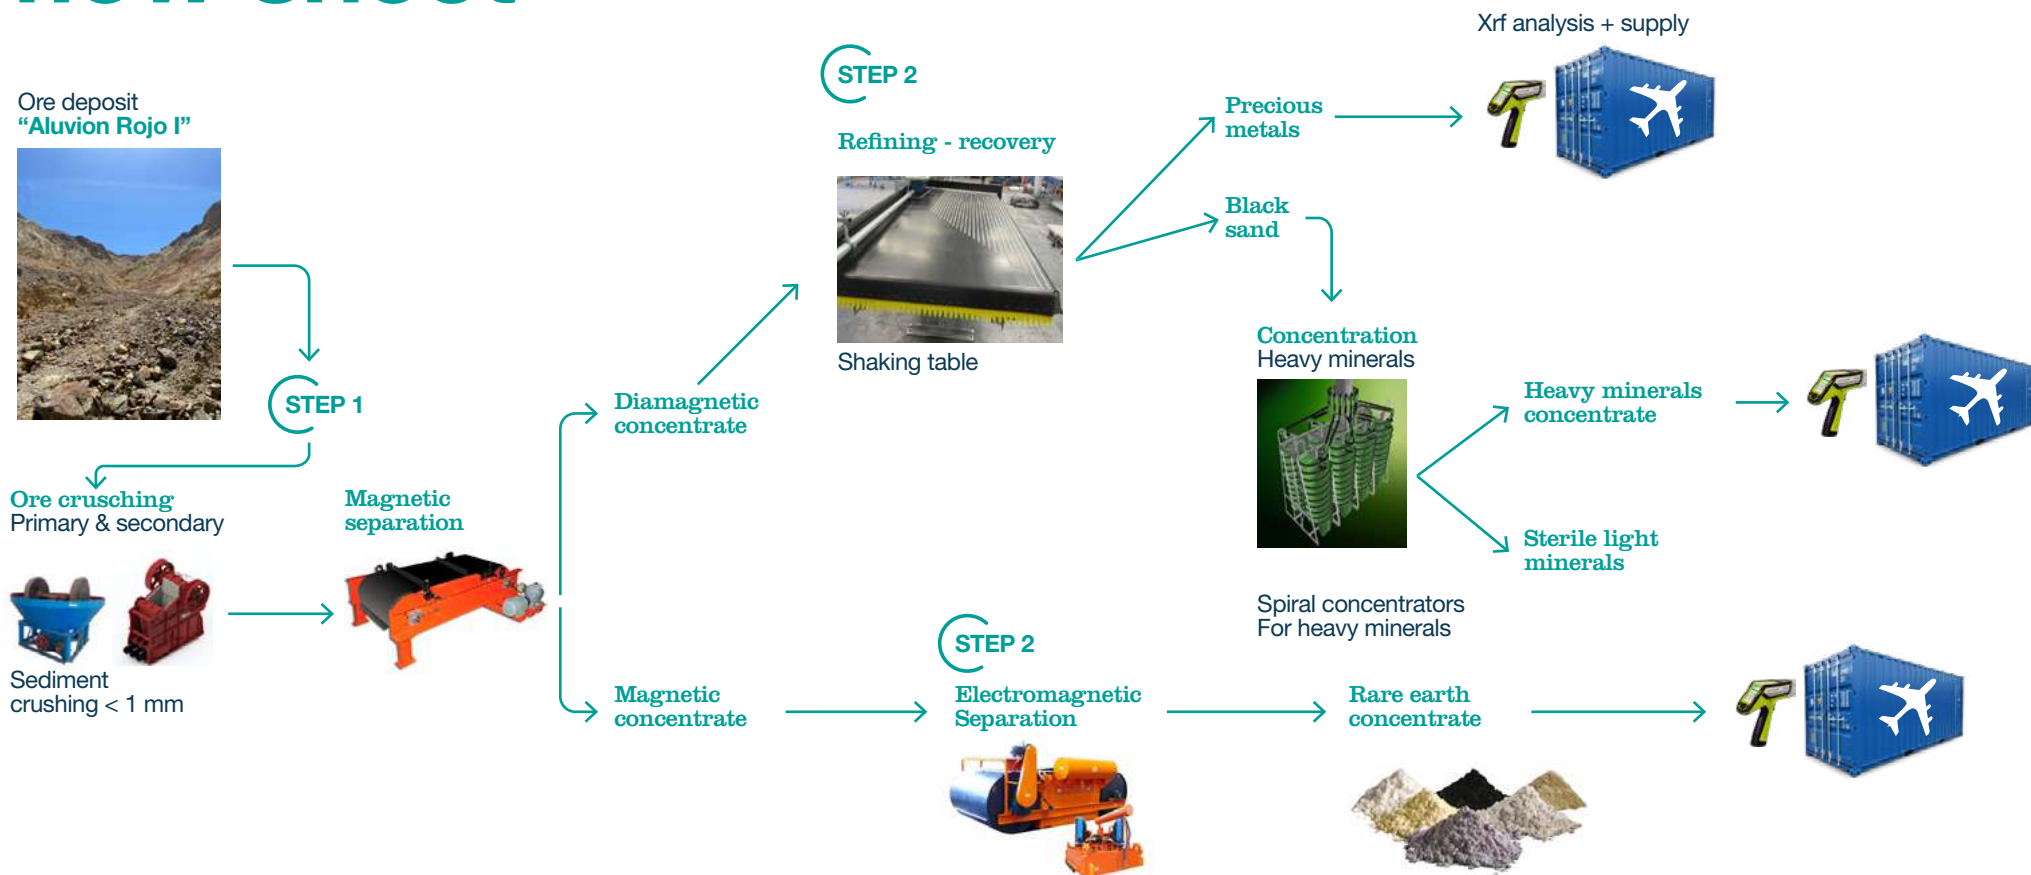 Xrf analysis + supply
STEP 2
Ore deposit
“Aluvion Rojo I”
Refining - recovery
Precious
metals
Black
sand
Shaking table
STEP 1
Concentration
Heavy minerals
Diamagnetic
concentrate
Heavy minerals
concentrate
Ore crusching
Primary & secondary
Magnetic
separation
Sterile light
minerals
Spiral concentrators
For heavy minerals
STEP 2
Sediment
crushing < 1 mm
Magnetic
concentrate
Electromagnetic
Separation
Rare earth
concentrate